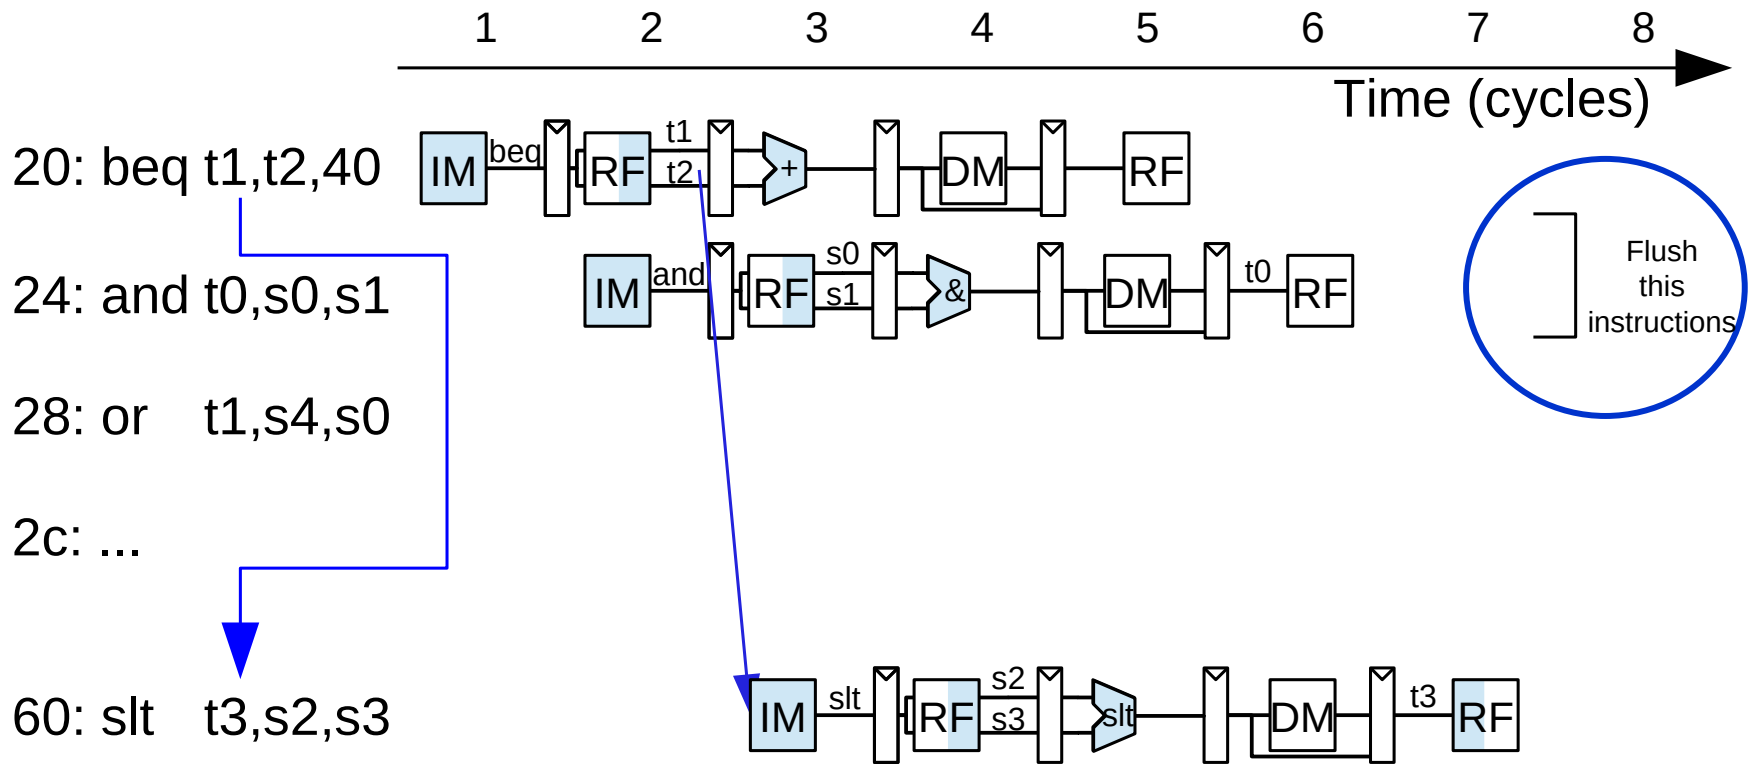 1 2 3 4 5 6 7 8
Time (cycles)
20: beq t1,t2,40
IM beq RF t1 t2 + DM RF
24: and t0,s0,s1
IM and RF s0 s1 & DM t0 RF
Flush
this
instructions
28: or t1,s4,s0
2c: ...
60: slt t3,s2,s3
IM slt RF s2 s3 slt DM t3 RF